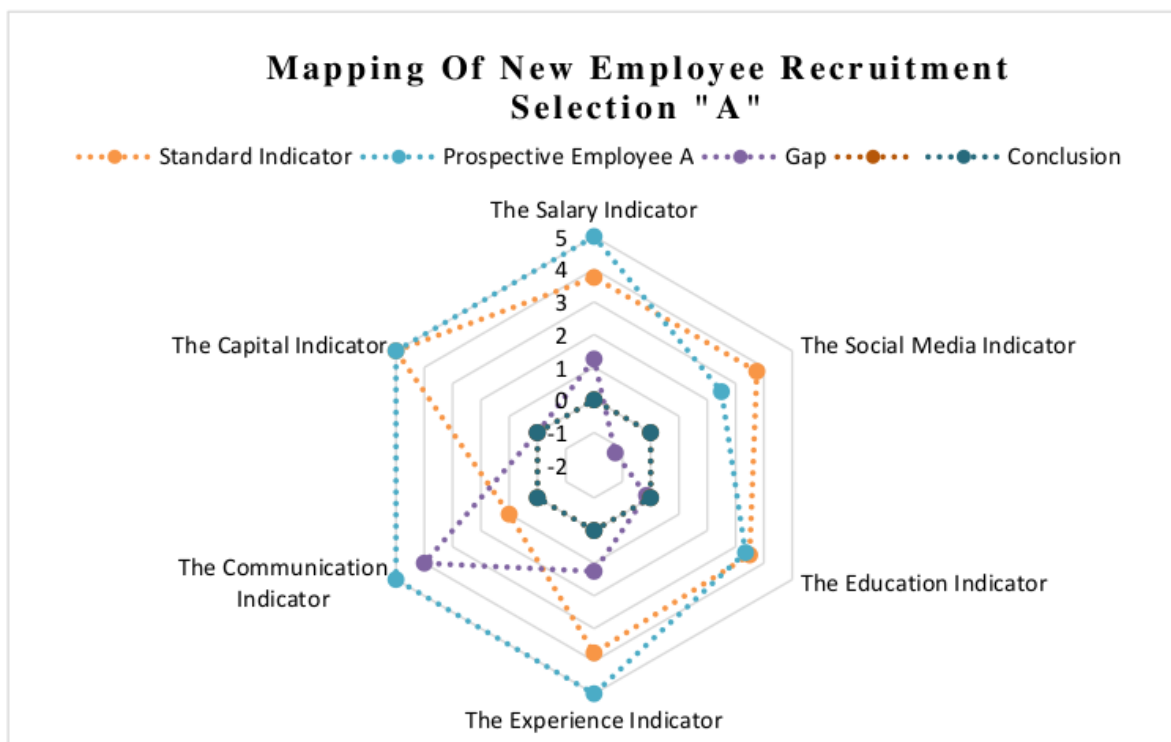 Mapping Of New Employee Recruitment
Selection "A"
Standard Indicator Prospective Employee A Gap Conclusion
The Salary Indicator
5
4
3
2
1
0
-1
-2
The Capital Indicator
The Social Media Indicator
The Communication
Indicator
The Education Indicator
The Experience Indicator